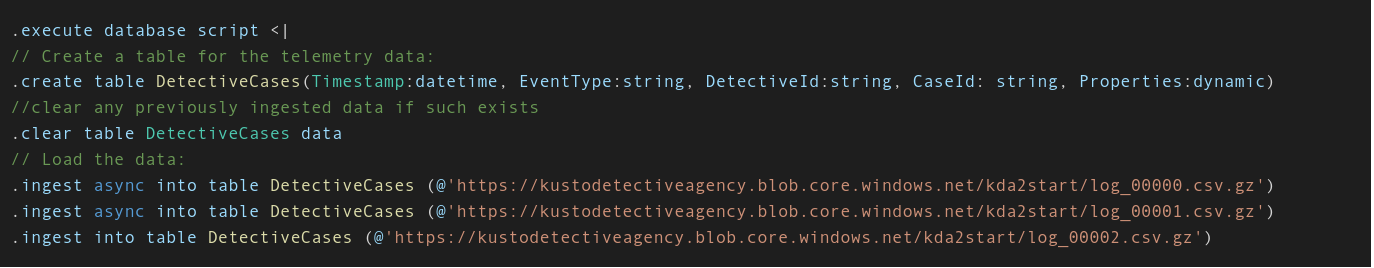 .execute database script <|
// Create a table for the telemetry data:
.create table DetectiveCases(Timestamp:datetime, EventType:string, DetectiveId:string, CaseId: string, Properties:dynamic)
//clear any previously ingested data if such exists
.clear table DetectiveCases data
// Load the data:
.ingest async into table DetectiveCases (@'https://kustodetectiveagency.blob.core.windows.net/kda2start/log_00000.csv.gz')
.ingest async into table DetectiveCases (@'https://kustodetectiveagency.blob.core.windows.net/kda2start/log_00001.csv.gz')
.ingest into table DetectiveCases (@'https://kustodetectiveagency.blob.core.windows.net/kda2start/log_00002.csv.gz')